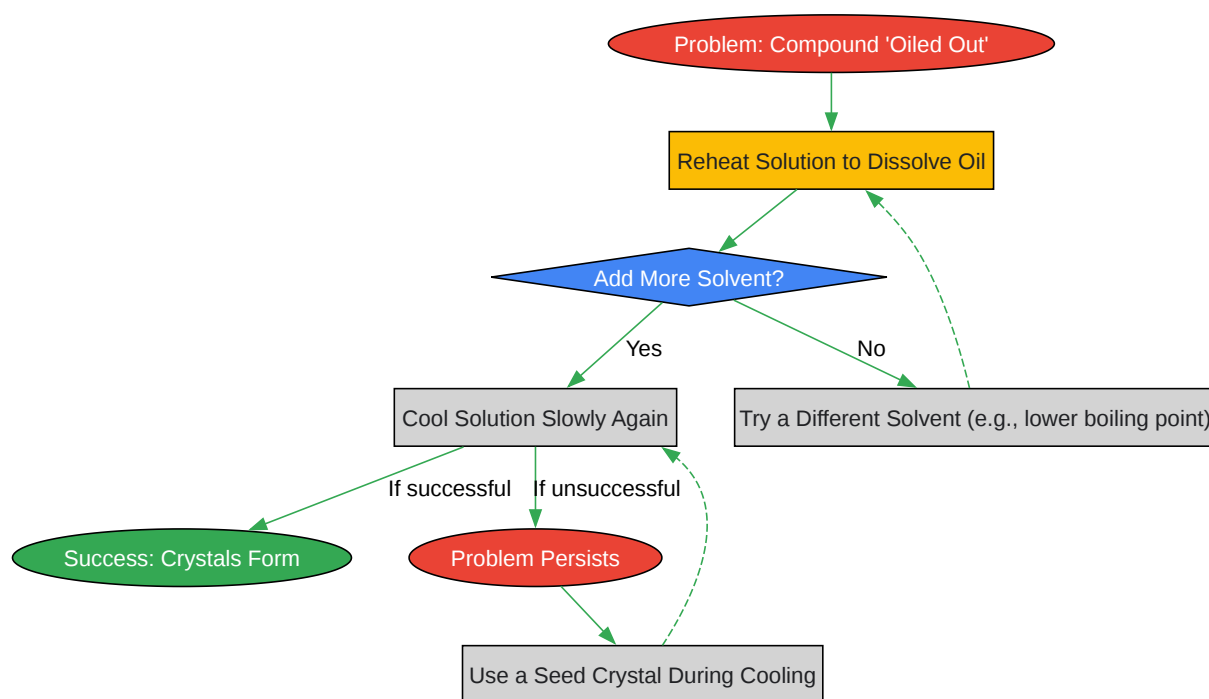 Problem: Compound 'Oiled Out'
Reheat Solution to Dissolve Oil
Add More Solvent?
Yes
No
Cool Solution Slowly Again
Try a Different Solvent (e.g., lower boiling point)
If successful
If unsuccessful
Success: Crystals Form
Problem Persists
Use a Seed Crystal During Cooling